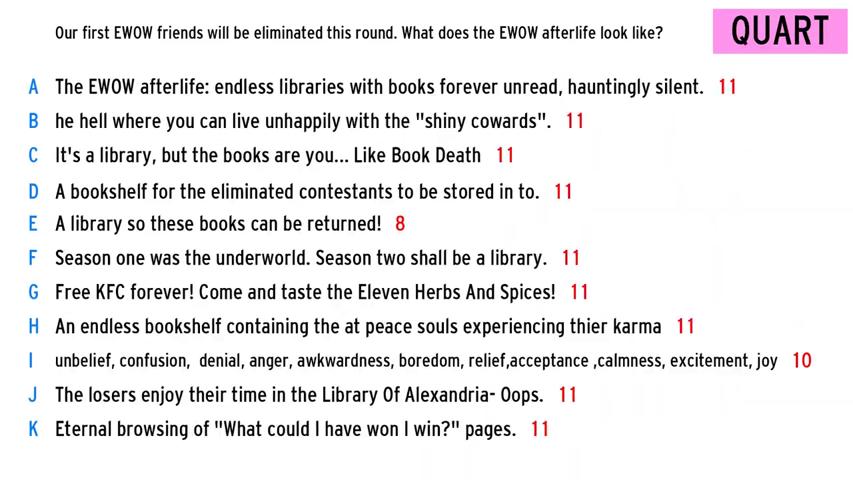 Our first EWOW friends will be eliminated this round. What does the EWOW afterlife look like?
QUART
A The EWOW afterlife: endless libraries with books forever unread, hauntingly silent. 11
B he hell where you can live unhappily with the "shiny cowards". 11
C It's a library, but the books are you... Like Book Death 11
D A bookshelf for the eliminated contestants to be stored in to. 11
E A library so these books can be returned! 8
F Season one was the underworld. Season two shall be a library. 11
G Free KFC forever! Come and taste the Eleven Herbs And Spices! 11
H An endless bookshelf containing the at peace souls experiencing thier karma 11
I unbelief, confusion, denial, anger, awkwardness, boredom, relief,acceptance ,calmness, excitement, joy 10
J The losers enjoy their time in the Library Of Alexandria- Oops. 11
K Eternal browsing of "What could I have won I win?" pages. 11